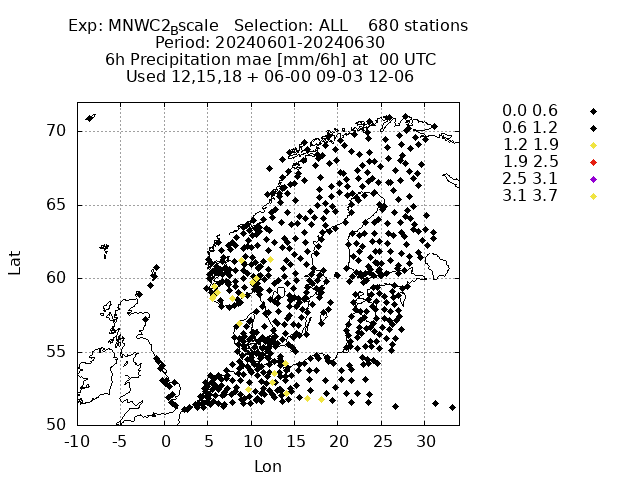 Exp: MNWC2Bscale   Selection: ALL    680 stations
Period: 20240601-20240630
6h Precipitation mae [mm/6h] at  00 UTC
Used 12,15,18 + 06-00 09-03 12-06
0.0 0.6
0.6 1.2
1.2 1.9
1.9 2.5
2.5 3.1
3.1 3.7
70
65
60
55
50
Lat
-10 -5 0 5 10 15 20 25 30
Lon